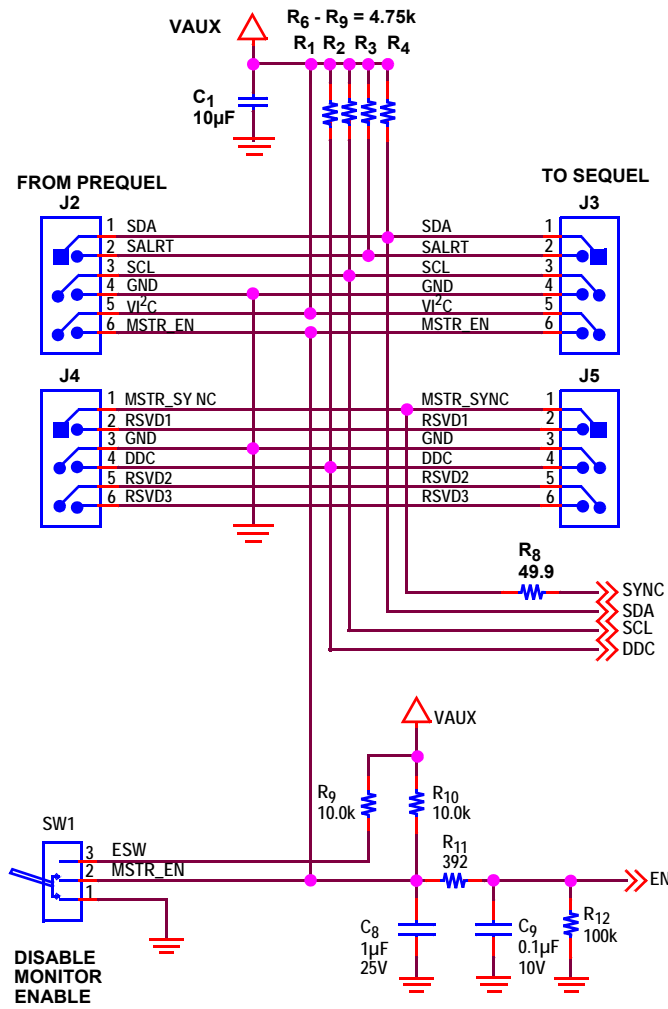 VAUX
R6 - R9 = 4.75k
R1 R2 R3 R4
C1
10µF
FROM PREQUEL
J2
1 SDA
2 SALRT
3 SCL
4 GND
5 VI²C
6 MSTR_EN
TO SEQUEL
J3
SDA 1
SALRT 2
SCL 3
GND 4
VI²C 5
MSTR_EN 6
J4
1 MSTR_SY NC
2 RSVD1
3 GND
4 DDC
5 RSVD2
6 RSVD3
J5
MSTR_SYNC 1
RSVD1 2
GND 3
DDC 4
RSVD2 5
RSVD3 6
R8
49.9
SYNC
SDA
SCL
DDC
VAUX
R9
10.0k
R10
10.0k
SW1
3 ESW
2 MSTR_EN
1
R11
392
EN
C8
1µF
25V
C9
0.1µF
10V
R12
100k
DISABLE
MONITOR
ENABLE